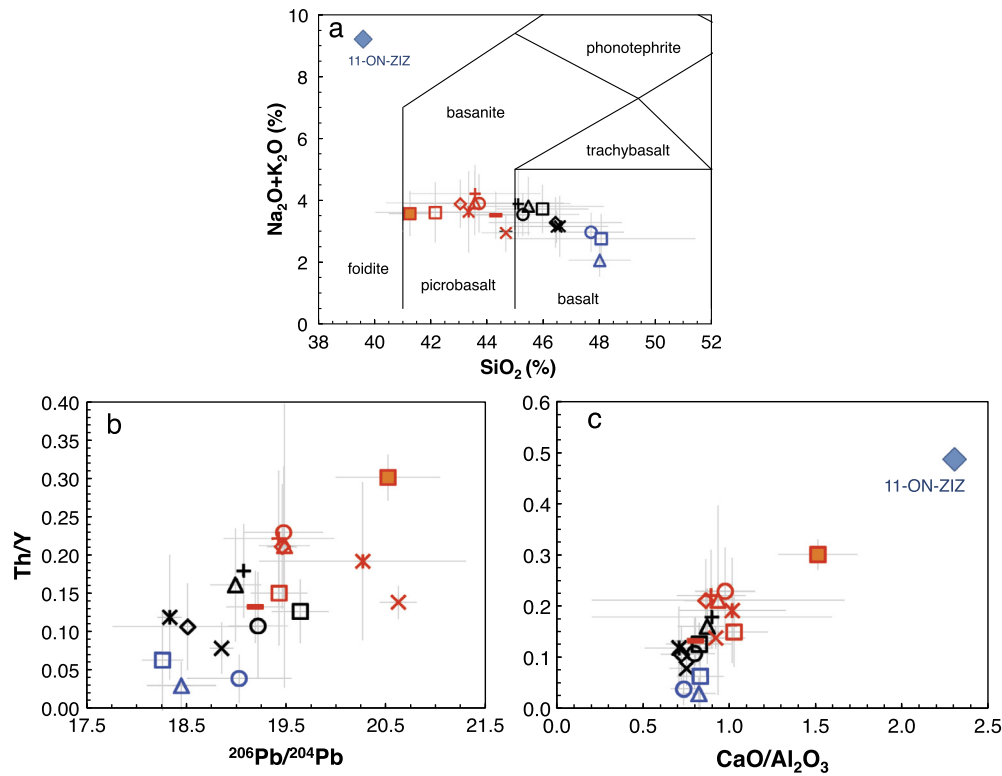 a
10
8
6
4
2
0
Na₂O+K₂O (%)
11-ON-ZIZ
phonotephrite
basanite
trachybasalt
foidite
picrobasalt
basalt
38 40 42 44 46 48 50 52
SiO₂ (%)
b
0.40
0.35
0.30
0.25
0.20
0.15
0.10
0.05
0.00
Th/Y
17.5 18.5 19.5 20.5 21.5
²⁰⁶Pb/²⁰⁴Pb
c
0.6
0.5
0.4
0.3
0.2
0.1
0.0
11-ON-ZIZ
0.0 0.5 1.0 1.5 2.0 2.5
CaO/Al₂O₃